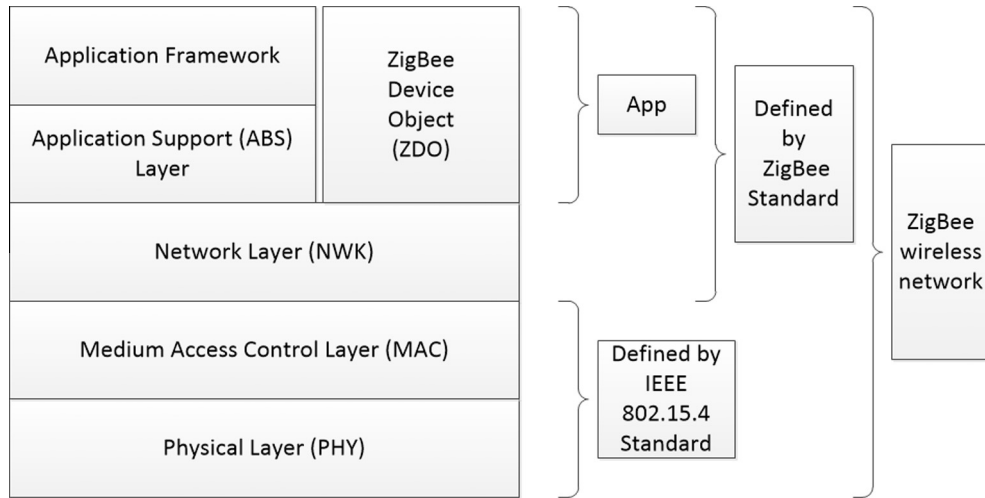 Application Framework
Application Support (ABS)
Layer
ZigBee
Device
Object
(ZDO)
Network Layer (NWK)
Medium Access Control Layer (MAC)
Physical Layer (PHY)
App
Defined by
IEEE
802.15.4
Standard
Defined
by
ZigBee
Standard
ZigBee
wireless
network